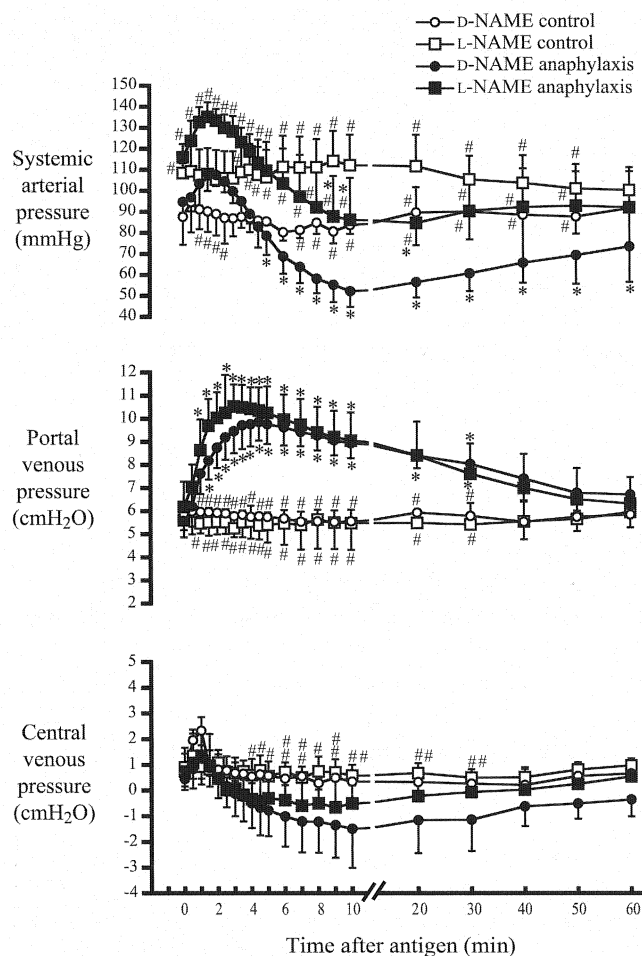 D-NAME control
L-NAME control
D-NAME anaphylaxis
L-NAME anaphylaxis
Systemic
arterial
pressure
(mmHg)
150
140
130
120
110
100
90
80
70
60
50
40
Portal
venous
pressure
(cmH2O)
12
11
10
9
8
7
6
5
4
3
2
Central
venous
pressure
(cmH2O)
5
4
3
2
1
0
-1
-2
-3
-4
0 2 4 6 8 10 20 30 40 50 60
Time after antigen (min)